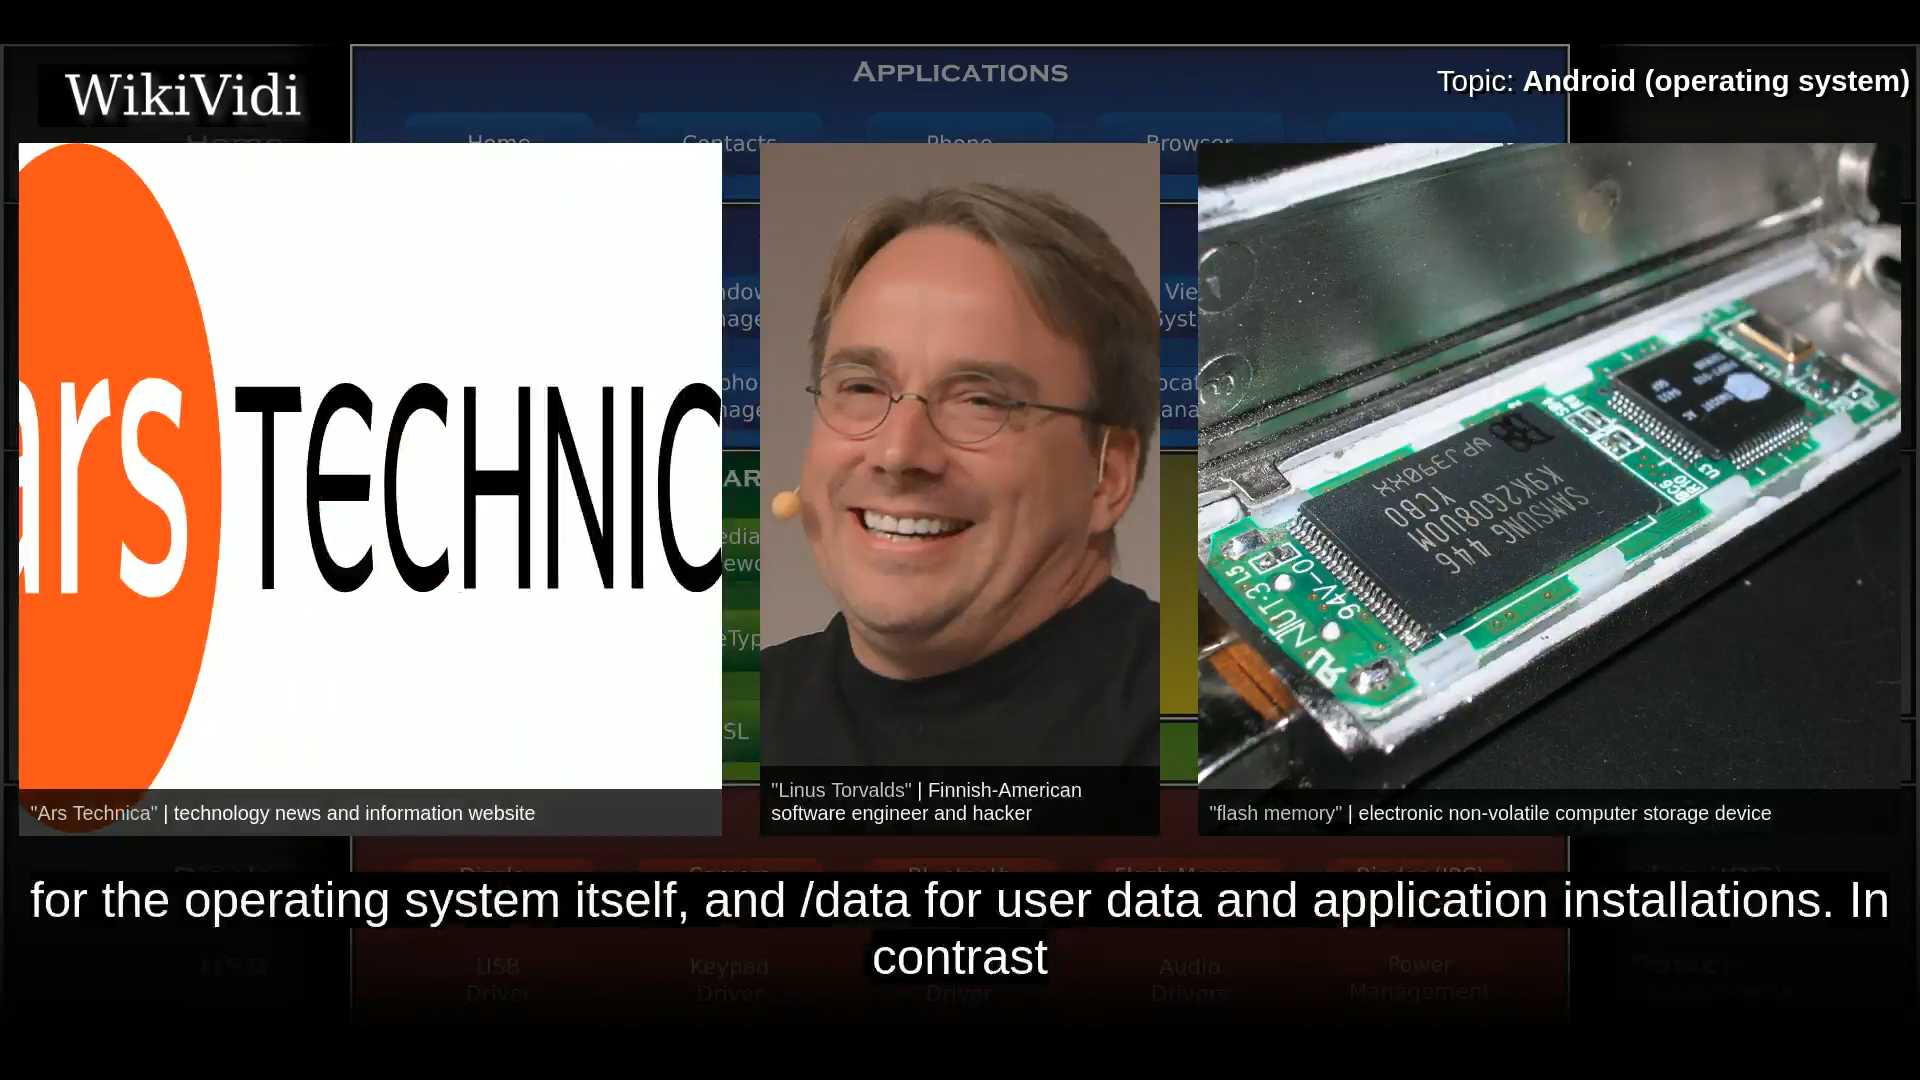 APPLICATIONS
WikiVidi
Topic: Android (operating system)
Home
Contacts
Phone
Browser
ars TECHNIC
SAMSUNG 446
K9K2G08U0M
YCB0
94V-0
"Ars Technica" | technology news and information website
"Linus Torvalds" | Finnish-American
software engineer and hacker
"flash memory" | electronic non-volatile computer storage device
for the operating system itself, and /data for user data and application installations. In
contrast
USB
Driver
Keypad
Driver
Driver
Audio
Drivers
Power
Management